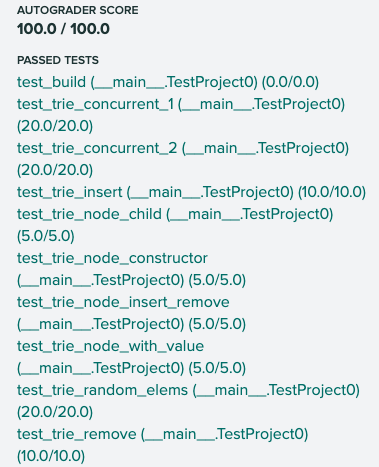 AUTOGRADER SCORE
100.0 / 100.0
PASSED TESTS
test_build (__main__.TestProject0) (0.0/0.0)
test_trie_concurrent_1 (__main__.TestProject0)
(20.0/20.0)
test_trie_concurrent_2 (__main__.TestProject0)
(20.0/20.0)
test_trie_insert (__main__.TestProject0) (10.0/10.0)
test_trie_node_child (__main__.TestProject0)
(5.0/5.0)
test_trie_node_constructor
(__main__.TestProject0) (5.0/5.0)
test_trie_node_insert_remove
(__main__.TestProject0) (5.0/5.0)
test_trie_node_with_value
(__main__.TestProject0) (5.0/5.0)
test_trie_random_elems (__main__.TestProject0)
(20.0/20.0)
test_trie_remove (__main__.TestProject0)
(10.0/10.0)